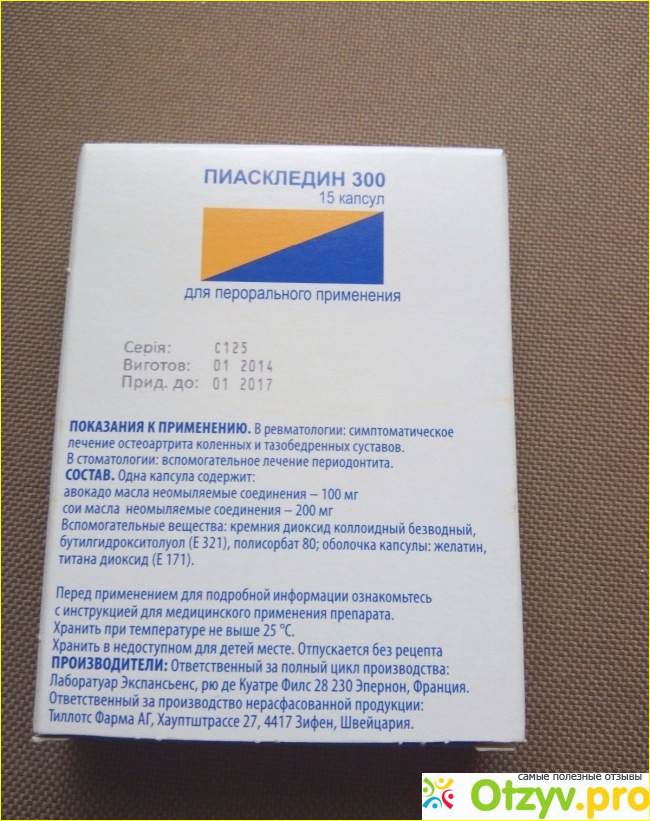 ПИАСКЛЕДИН 300
15 капсул
для перорального применения
Серія: C125
Виготов: 01 2014
Прид. до: 01 2017
ПОКАЗАНИЯ К ПРИМЕНЕНИЮ. В ревматологии: симптоматическое
лечение остеоартрита коленных и тазобедренных суставов.
В стоматологии: вспомогательное лечение периодонтита.
СОСТАВ. Одна капсула содержит:
авокадо масла неомыляемые соединения – 100 мг
сои масла неомыляемые соединения – 200 мг
Вспомогательные вещества: кремния диоксид коллоидный безводный,
бутилгидрокситолуол (Е 321), полисорбат 80; оболочка капсулы: желатин,
титана диоксид (Е 171).
Перед применением для подробной информации ознакомьтесь
с инструкцией для медицинского применения препарата.
Хранить при температуре не выше 25 °C.
Хранить в недоступном для детей месте. Отпускается без рецепта
ПРОИЗВОДИТЕЛИ: Ответственный за полный цикл производства:
Лаборатуар Экспансьенс, рю де Куатре Филс 28 230 Эпернон, Франция.
Ответственный за производство нерасфасованной продукции:
Тиллотс Фарма АГ, Хауптштрассе 27, 4417 Зифен, Швейцария.
самые полезные отзывы
Otzyv.pro